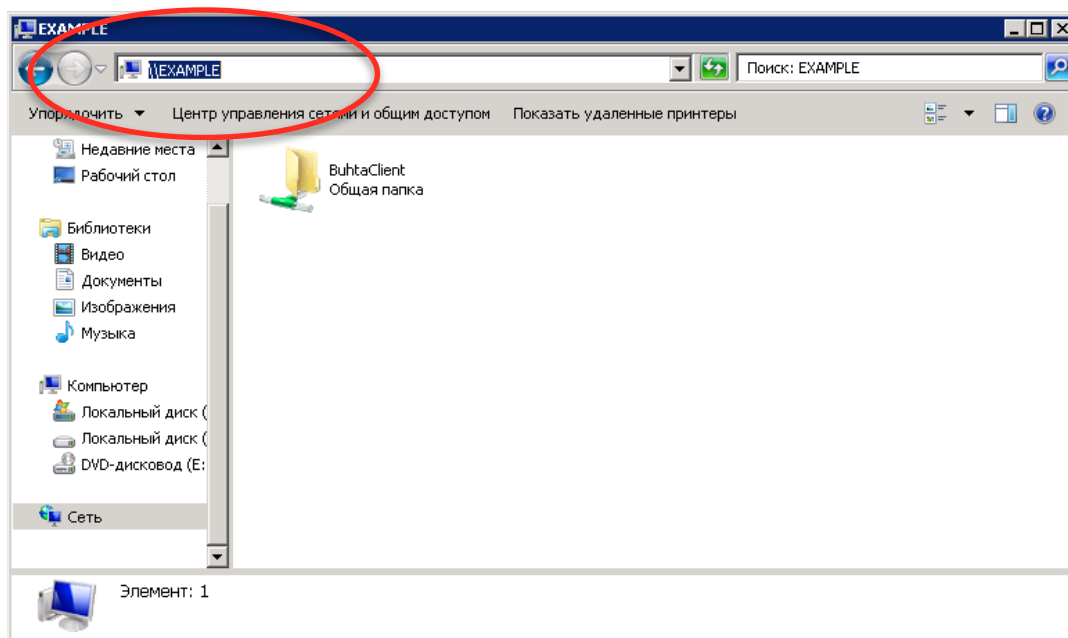 EXAMPLE
\\EXAMPLE
Поиск: EXAMPLE
Упорядочить Центр управления сетями и общим доступом Показать удаленные принтеры
Недавние места
Рабочий стол
Библиотеки
Видео
Документы
Изображения
Музыка
Компьютер
Локальный диск (
Локальный диск (
DVD-дисковод (E:
Сеть
BuhtaClient
Общая папка
Элемент: 1